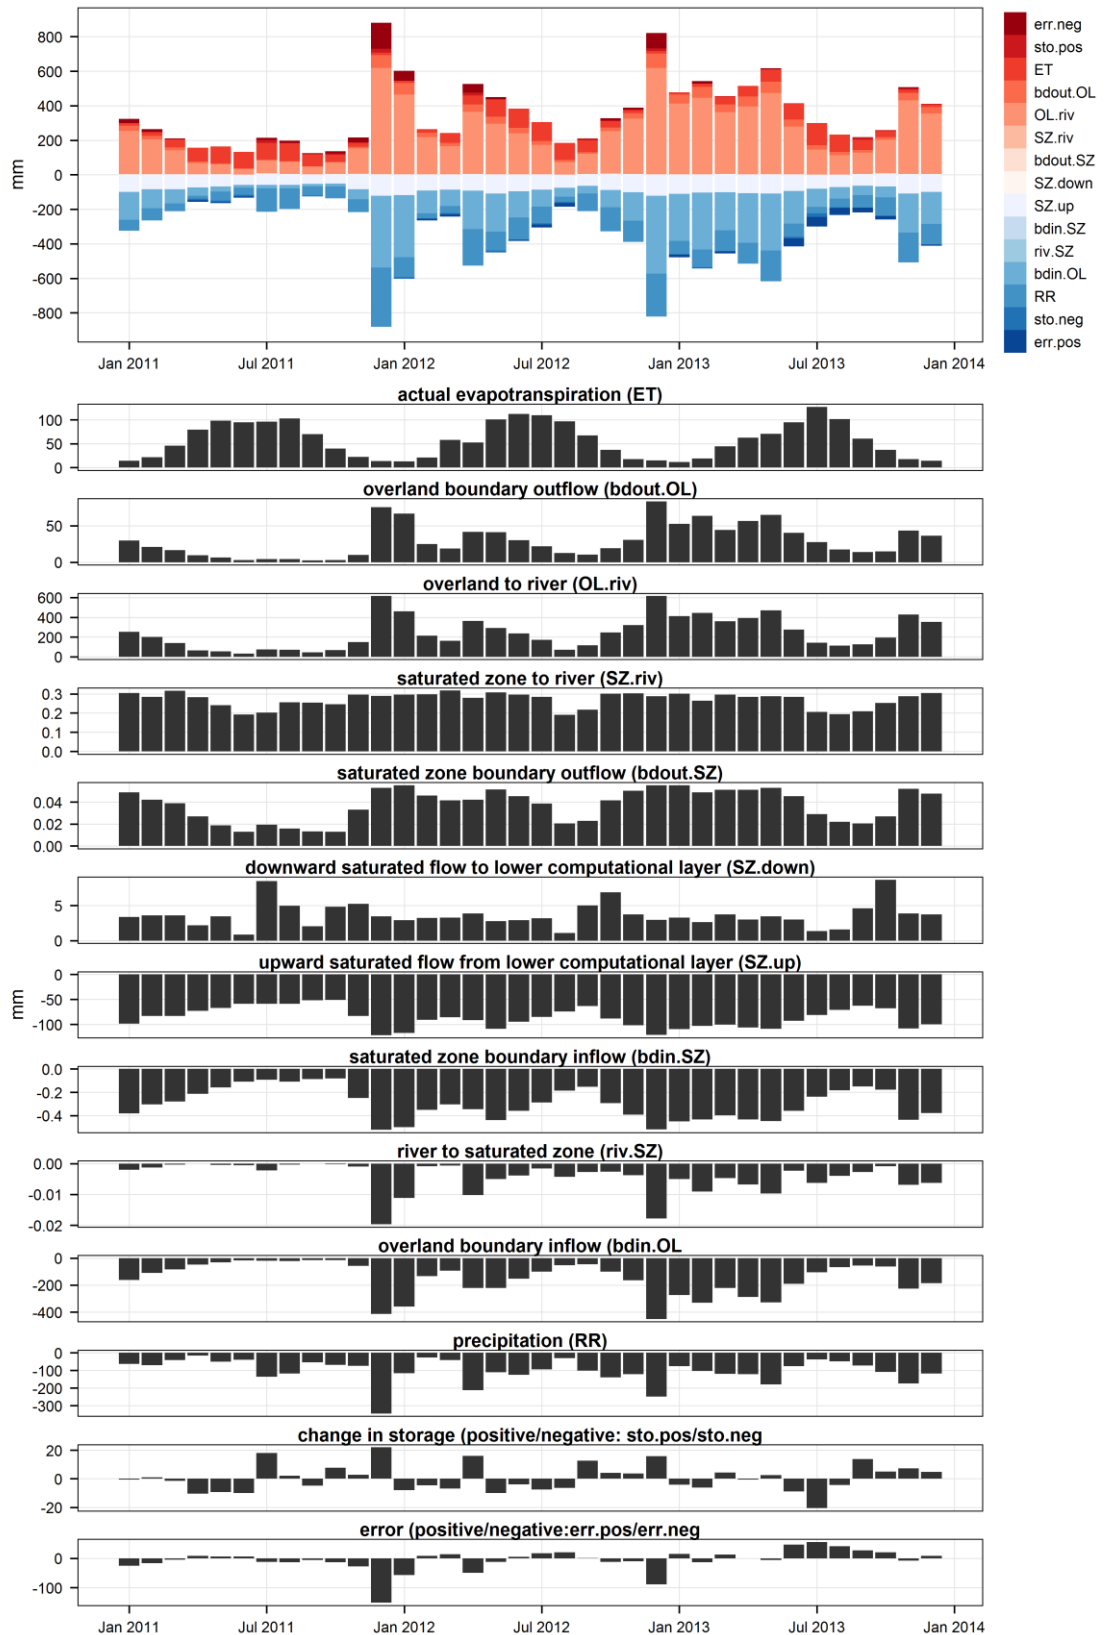 800
600
400
200
0
-200
-400
-600
-800
mm
Jan 2011 Jul 2011 Jan 2012 Jul 2012 Jan 2013 Jul 2013 Jan 2014
err.neg
sto.pos
ET
bdout.OL
OL.riv
SZ.riv
bdout.SZ
SZ.down
SZ.up
bdin.SZ
riv.SZ
bdin.OL
RR
sto.neg
err.pos
actual evapotranspiration (ET)
100
50
0
overland boundary outflow (bdout.OL)
50
0
overland to river (OL.riv)
600
400
200
0
saturated zone to river (SZ.riv)
0.3
0.2
0.1
0.0
saturated zone boundary outflow (bdout.SZ)
0.04
0.02
0.00
downward saturated flow to lower computational layer (SZ.down)
5
0
upward saturated flow from lower computational layer (SZ.up)
0
-50
-100
mm
saturated zone boundary inflow (bdin.SZ)
0.0
-0.2
-0.4
river to saturated zone (riv.SZ)
0.00
-0.01
-0.02
overland boundary inflow (bdin.OL
0
-200
-400
precipitation (RR)
0
-100
-200
-300
change in storage (positive/negative: sto.pos/sto.neg
20
0
-20
error (positive/negative:err.pos/err.neg
0
-100
Jan 2011 Jul 2011 Jan 2012 Jul 2012 Jan 2013 Jul 2013 Jan 2014